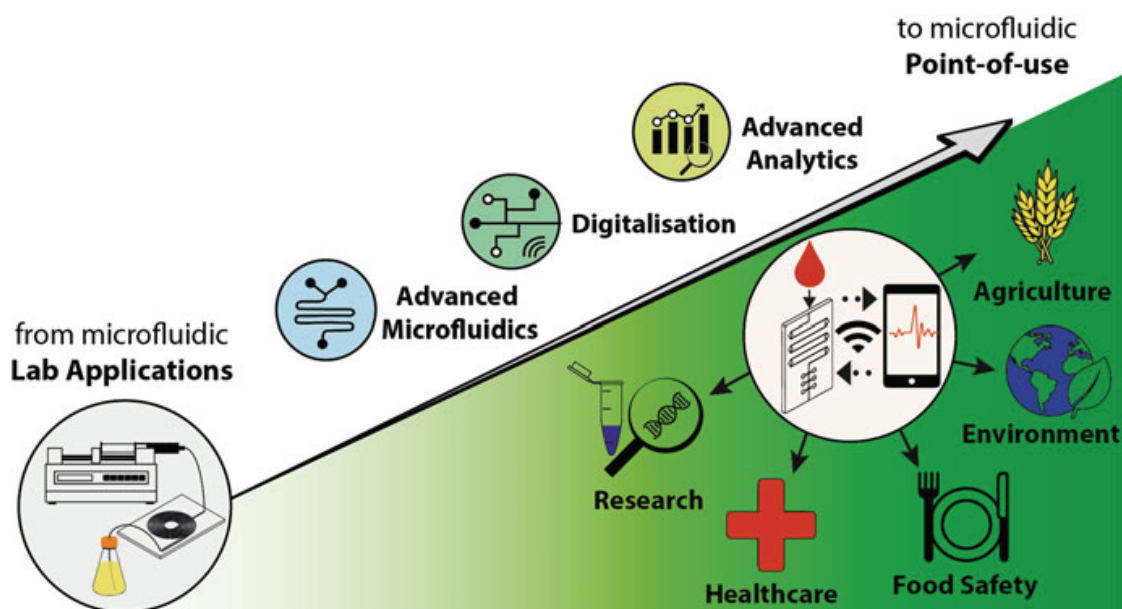 to microfluidic
Point-of-use
Advanced
Analytics
Digitalisation
Advanced
Microfluidics
from microfluidic
Lab Applications
Agriculture
Environment
Research
Healthcare
Food Safety